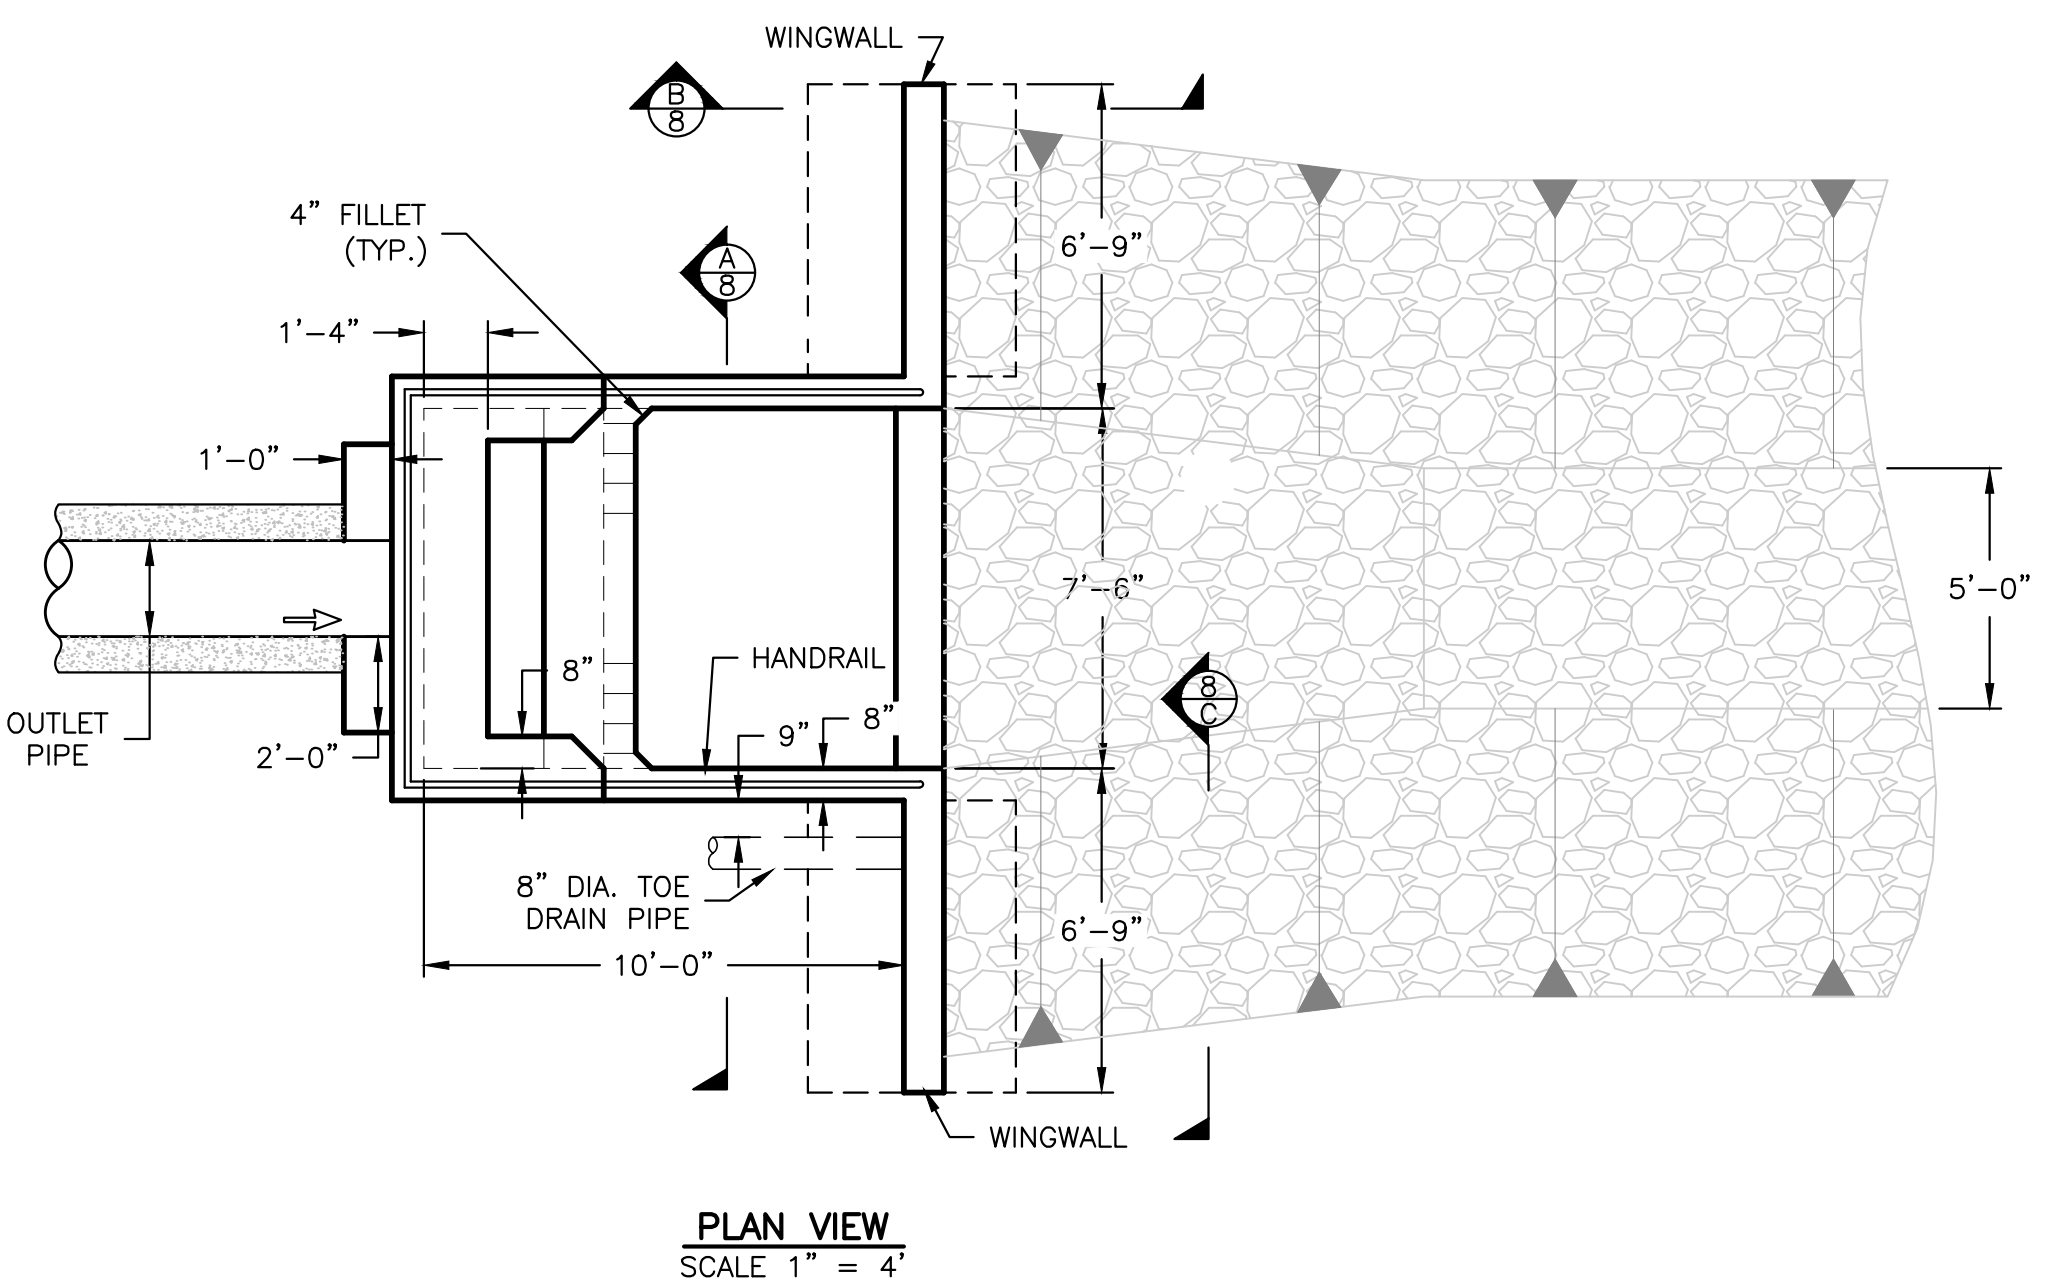 WINGWALL
B
8
4” FILLET
(TYP.)
A
8
6’–9”
1’–4”
1’–0”
7’–6”
5’–0”
HANDRAIL
8”
8
C
OUTLET
PIPE
2’–0”
9”
8”
8” DIA. TOE
DRAIN PIPE
6’–9”
10’–0”
WINGWALL
PLAN VIEW
SCALE 1” = 4’